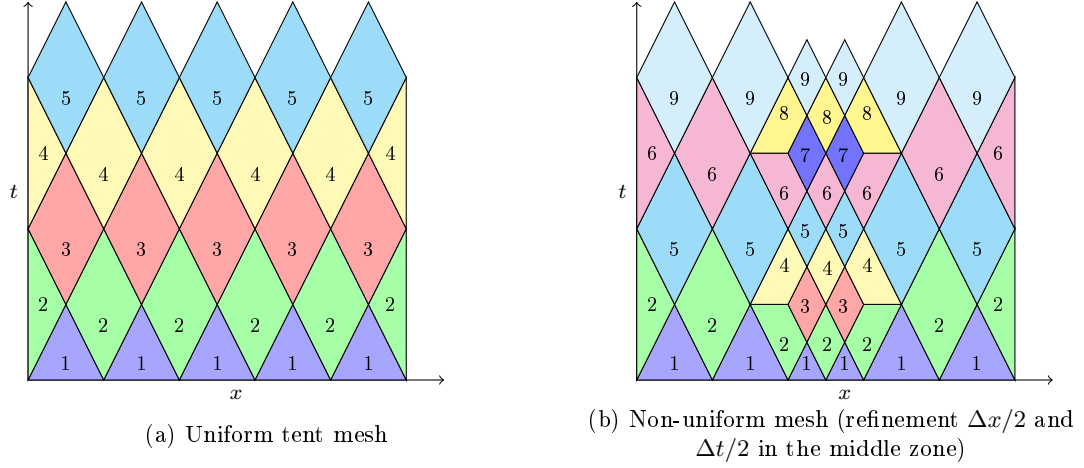 5 5 5 5 5
4 4 4 4 4 4
t
3 3 3 3 3
2 2 2 2 2 2
1 1 1 1 1
x
(a) Uniform tent mesh
9 9 9 9 9 9
8 8 8
7 7
6 6 6 6 6 6 6
t
5 5 5 5 5 5
4 4 4
3 3
2 2 2 2 2 2 2
1 1 1 1 1 1
x
(b) Non-uniform mesh (refinement Δx/2 and
Δt/2 in the middle zone)